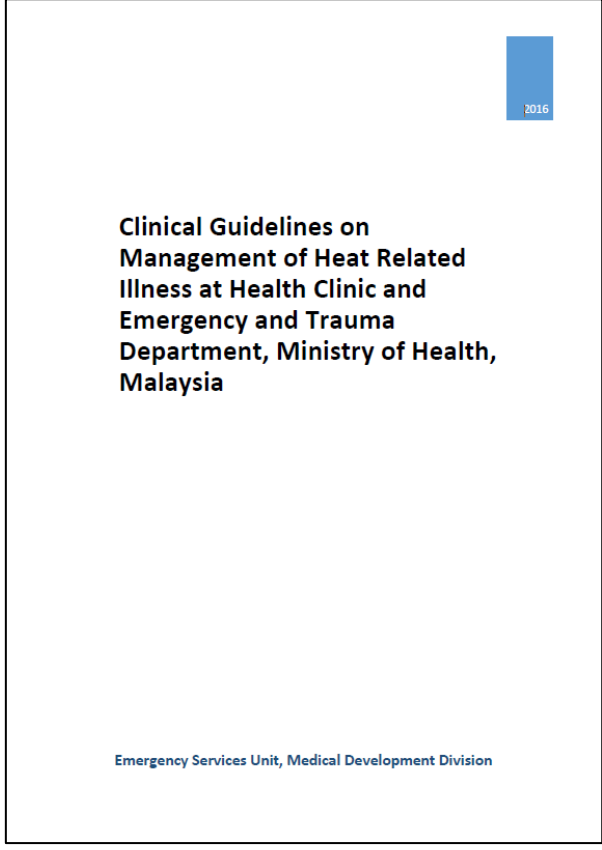 2016
Clinical Guidelines on
Management of Heat Related
Illness at Health Clinic and
Emergency and Trauma
Department, Ministry of Health,
Malaysia
Emergency Services Unit, Medical Development Division